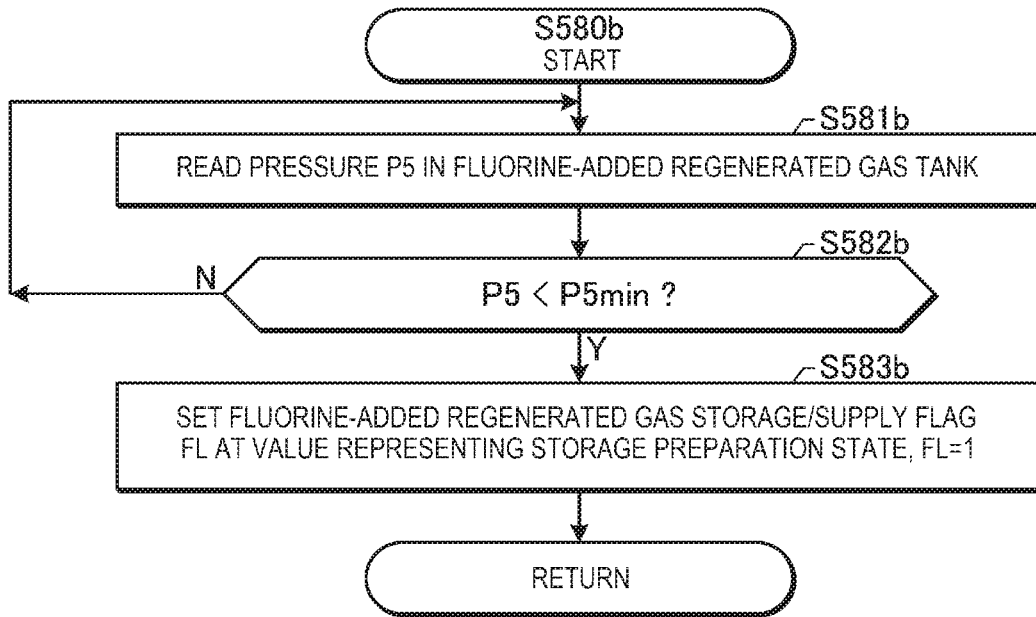 S580b
START
S581b
READ PRESSURE P5 IN FLUORINE-ADDED REGENERATED GAS TANK
S582b
N
P5 < P5min ?
Y
S583b
SET FLUORINE-ADDED REGENERATED GAS STORAGE/SUPPLY FLAG
FL AT VALUE REPRESENTING STORAGE PREPARATION STATE, FL=1
RETURN